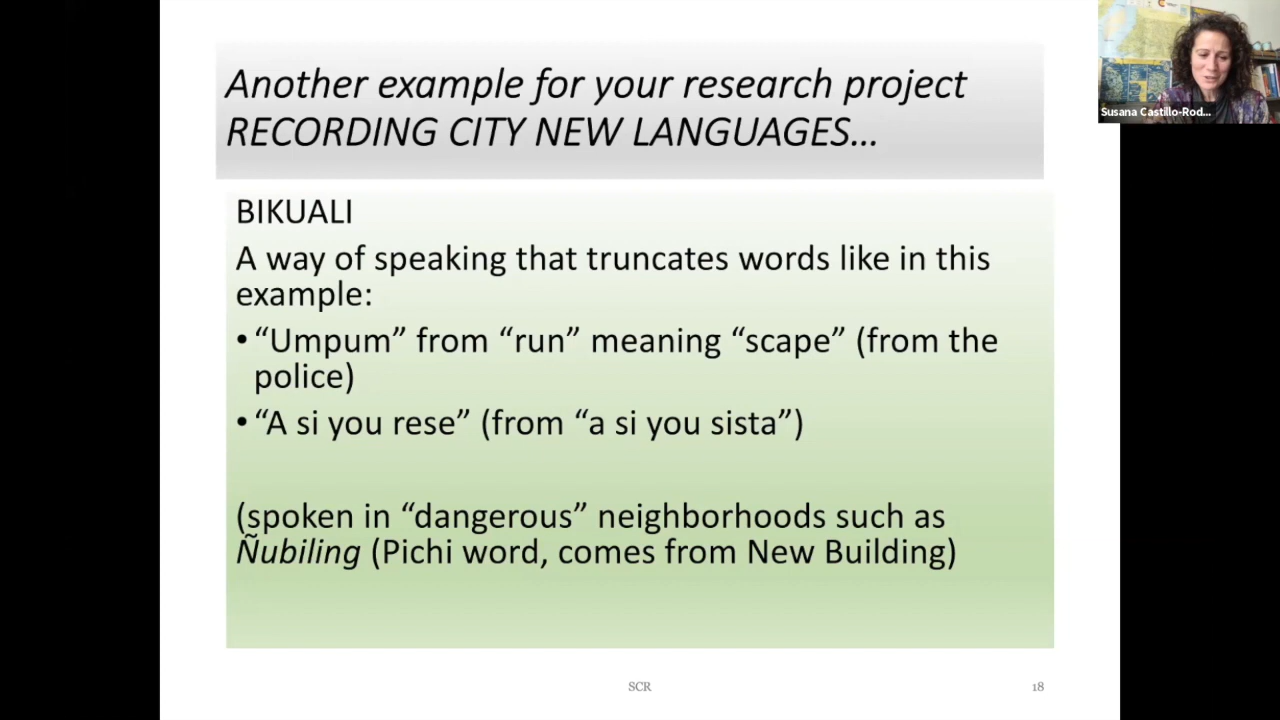 Another example for your research project
RECORDING CITY NEW LANGUAGES…
Susana Castillo-Rod...
BIKUALI
A way of speaking that truncates words like in this
example:
•“Umpum” from “run” meaning “scape” (from the
police)
•“A si you rese” (from “a si you sista”)
(spoken in “dangerous” neighborhoods such as
Ñubiling (Pichi word, comes from New Building)
SCR
18